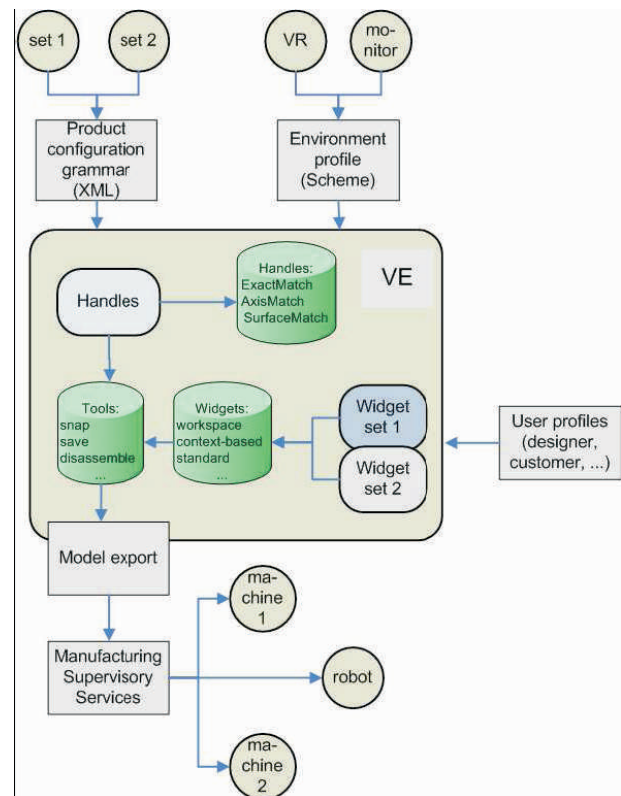 set 1
set 2
VR
mo-
nitor
Product
configuration
grammar
(XML)
Environment
profile
(Scheme)
VE
Handles
Handles:
ExactMatch
AxisMatch
SurfaceMatch
Tools:
snap
save
disassemble
...
Widgets:
workspace
context-based
standard
...
Widget
set 1
Widget
set 2
User profiles
(designer,
customer, ...)
Model export
Manufacturing
Supervisory
Services
ma-
chine
1
robot
ma-
chine
2